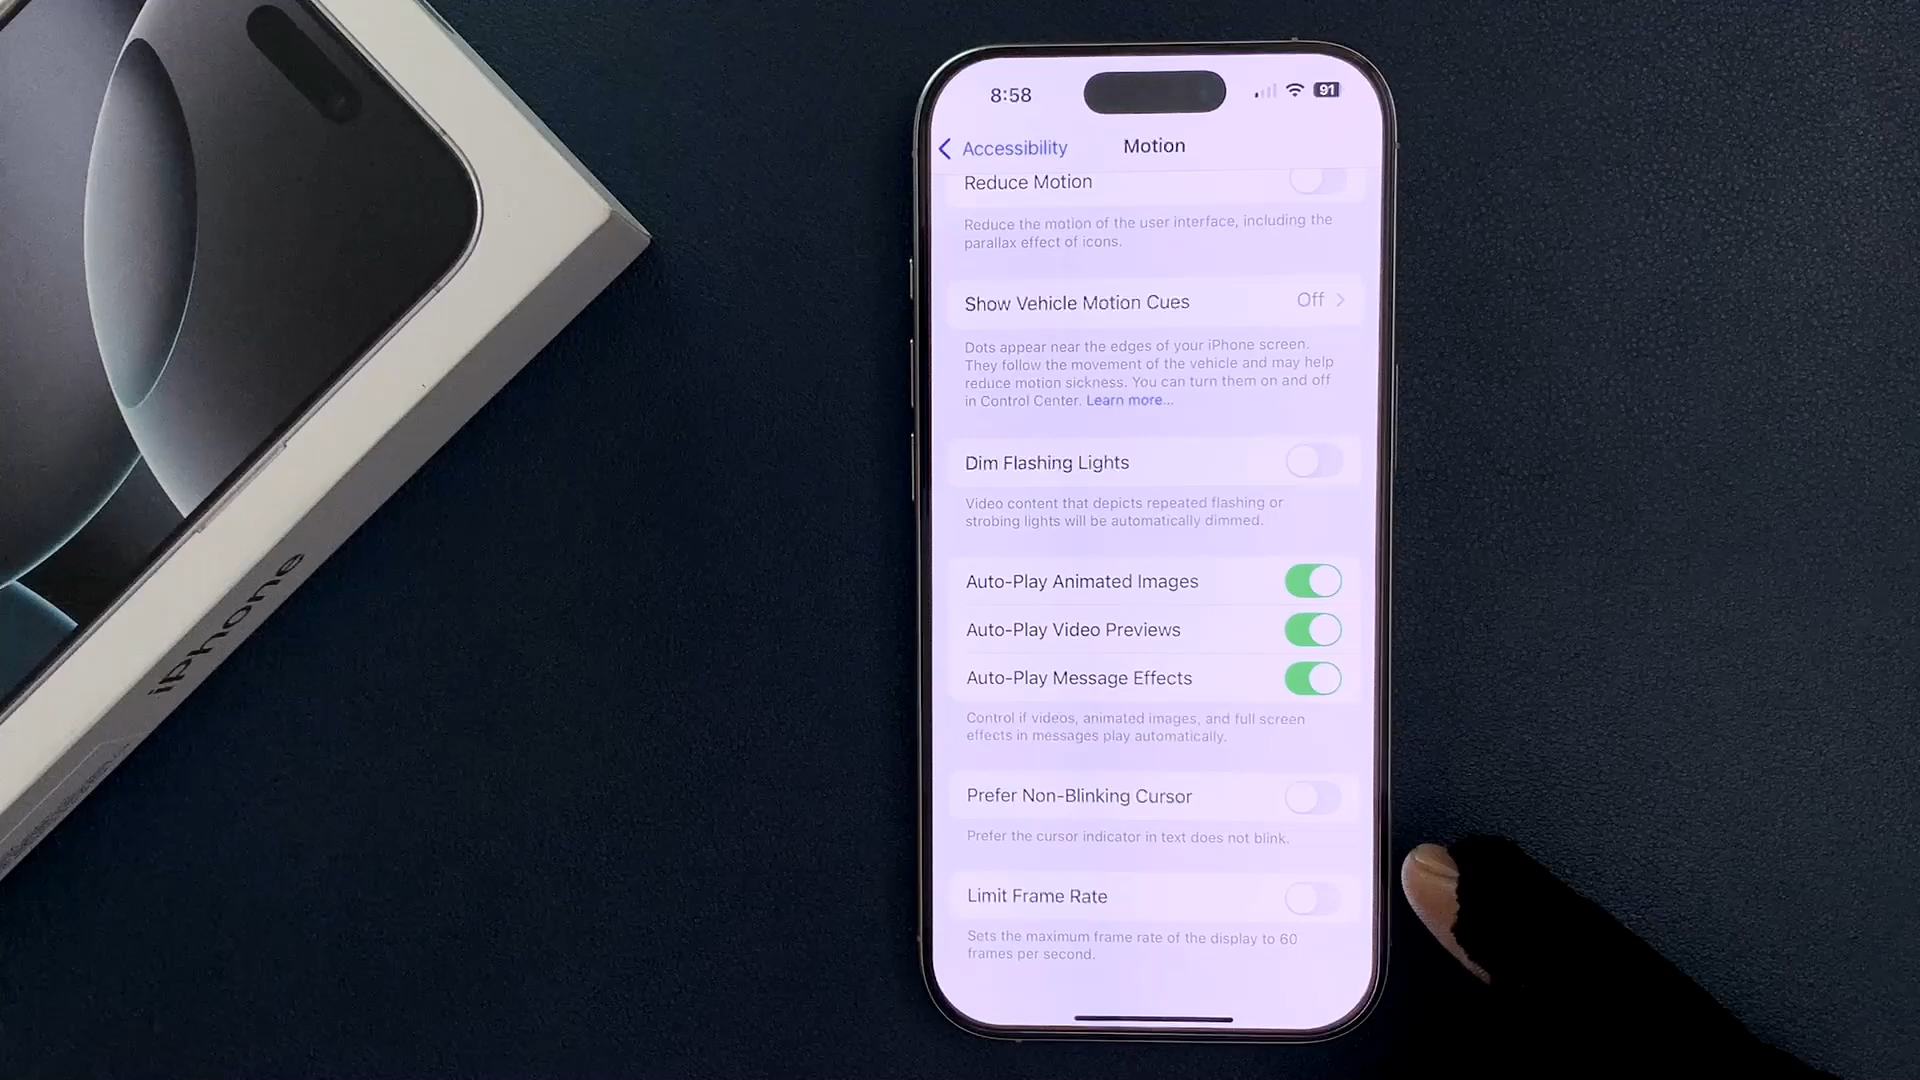 8:58
91
Accessibility
Motion
Reduce Motion
Reduce the motion of the user interface, including the
parallax effect of icons.
Show Vehicle Motion Cues
Off
Dots appear near the edges of your iPhone screen.
They follow the movement of the vehicle and may help
reduce motion sickness. You can turn them on and off
in Control Center. Learn more...
Dim Flashing Lights
Video content that depicts repeated flashing or
strobing lights will be automatically dimmed.
Auto-Play Animated Images
Auto-Play Video Previews
Auto-Play Message Effects
Control if videos, animated images, and full screen
effects in messages play automatically.
Prefer Non-Blinking Cursor
Prefer the cursor indicator in text does not blink.
Limit Frame Rate
Sets the maximum frame rate of the display to 60
frames per second.
iPhone